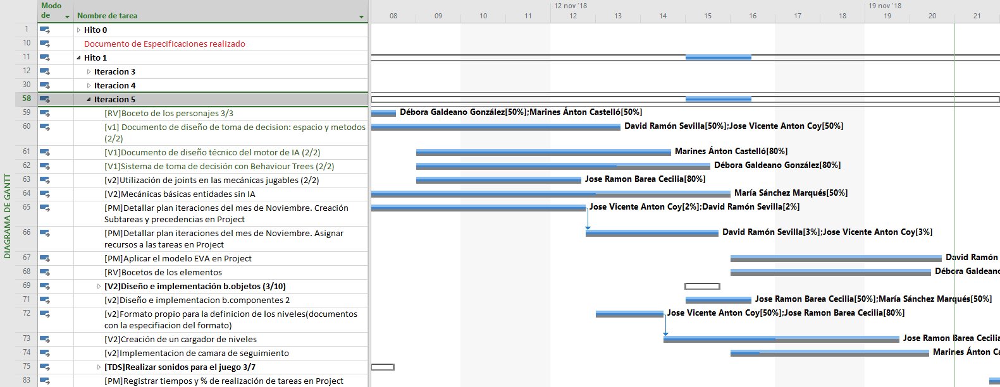 Modo de
Nombre de tarea
12 nov '18
19 nov '18
08 09 10 11 12 13 14 15 16 17 18 19 20 21
DIAGRAMA DE GANTT
1 Hito 0
10 Documento de Especificaciones realizado
11 Hito 1
12 Iteracion 3
30 Iteracion 4
58 Iteracion 5
59 [RV]Boceto de los personajes 3/3
Débora Galdeano González[50%];Marines Ánton Castelló[50%]
60 [v1] Documento de diseño de toma de decision: espacio y metodos
(2/2)
David Ramón Sevilla[50%];Jose Vicente Anton Coy[50%]
61 [V1]Documento de diseño técnico del motor de IA (2/2)
Marines Ánton Castelló[80%]
62 [V1]Sistema de toma de decisión con Behaviour Trees (2/2)
Débora Galdeano González[80%]
63 [v2]Utilización de joints en las mecánicas jugables (2/2)
Jose Ramon Barea Cecilia[80%]
64 [V2]Mecánicas básicas entidades sin IA
María Sánchez Marqués[50%]
65 [PM]Detallar plan iteraciones del mes de Noviembre. Creación
Subtareas y precedencias en Project
Jose Vicente Anton Coy[2%];David Ramón Sevilla[2%]
66 [PM]Detallar plan iteraciones del mes de Noviembre. Asignar
recursos a las tareas en Project
David Ramón Sevilla[3%];Jose Vicente Anton Coy[3%]
67 [PM]Aplicar el modelo EVA en Project
David Ramón
68 [RV]Bocetos de los elementos
Débora Galdeano
69 [V2]Diseño e implementación b.objetos (3/10)
71 [v2]Diseño e implementacion b.componentes 2
Jose Ramon Barea Cecilia[50%];María Sánchez Marqués[50%]
72 [v2]Formato propio para la definicion de los niveles(documentos
con la especifiacion del formato)
Jose Vicente Anton Coy[50%];Jose Ramon Barea Cecilia[80%]
73 [V2]Creación de un cargador de niveles
Jose Ramon Barea Cecilia
74 [v2]Implementacion de camara de seguimiento
Marines Ánton Ca
75 [TDS]Realizar sonidos para el juego 3/7
83 [PM]Registrar tiempos y % de realización de tareas en Project